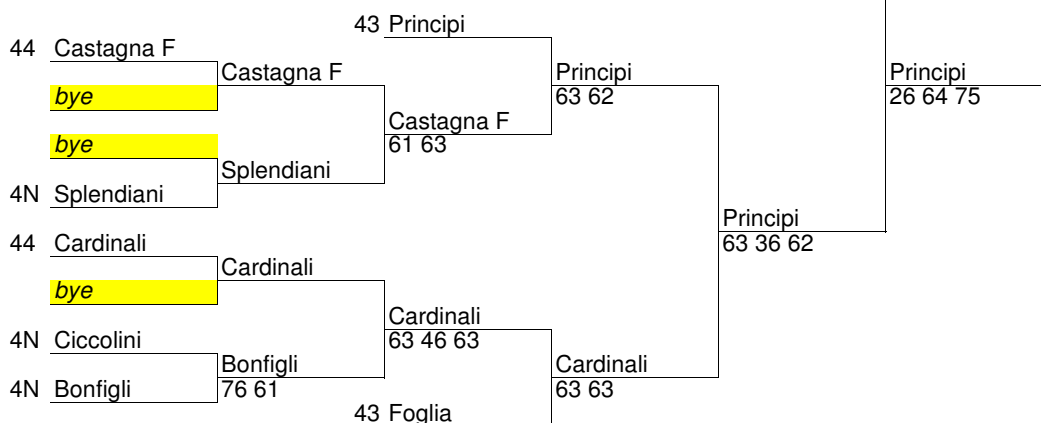 43 Principi
44 Castagna F
Castagna F
Principi
Principi
bye
63 62
26 64 75
Castagna F
bye
61 63
Splendiani
4N Splendiani
Principi
44 Cardinali
63 36 62
Cardinali
bye
Cardinali
4N Ciccolini
63 46 63
Bonfigli
Cardinali
4N Bonfigli
76 61
63 63
43 Foglia